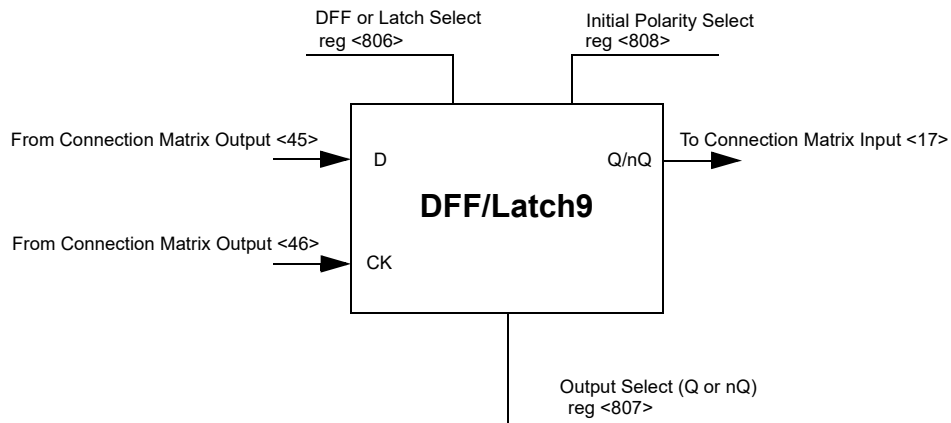 DFF or Latch Select
reg <806>
Initial Polarity Select
reg <808>
From Connection Matrix Output <45>
To Connection Matrix Input <17>
D
Q/nQ
DFF/Latch9
From Connection Matrix Output <46>
CK
Output Select (Q or nQ)
reg <807>